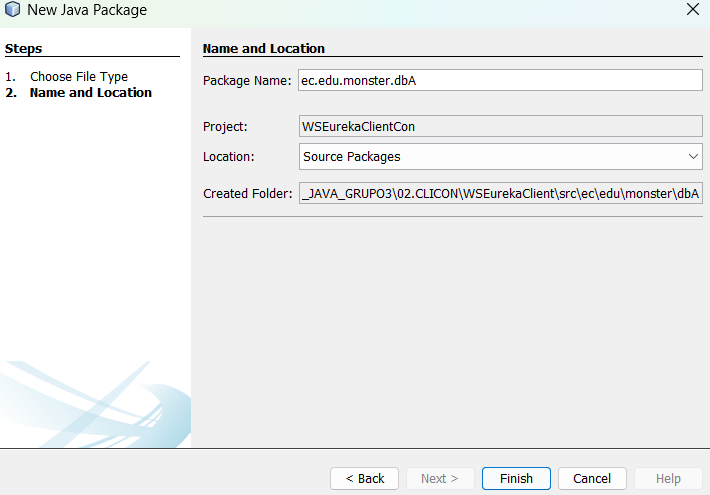 New Java Package
Steps
1. Choose File Type
2. Name and Location
Name and Location
Package Name: ec.edu.monster.dbA
Project: WSEurekaClientCon
Location: Source Packages
Created Folder: _JAVA_GRUPO3\02.CLICON\WSEurekaClient\src\ec\edu\monster\dbA
< Back Next > Finish Cancel Help